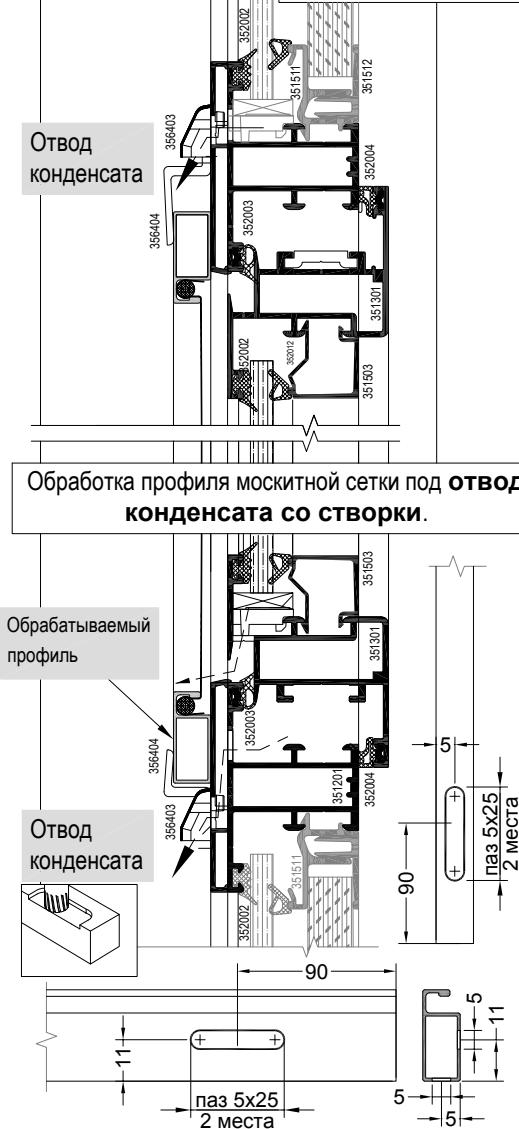 352002
351511
351512
356403
Отвод
конденсата
352004
356404
352003
351301
352002
352012
351503
Обработка профиля москитной сетки под отвод
конденсата со створки.
351503
Обрабатываемый
профиль
351301
352003
356404
351201
352004
356403
Отвод
конденсата
351511
352002
5
паз 5x25
2 места
90
90
11
паз 5x25
2 места
5
11
5
5